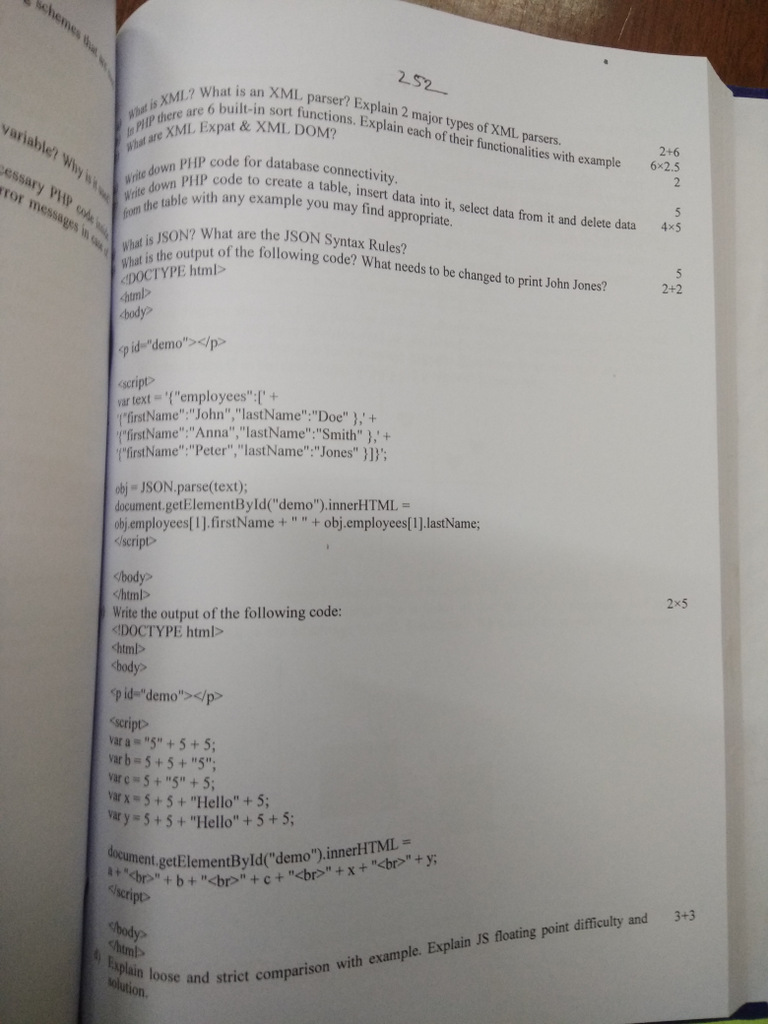 schemes that are
variable? Why is it
cessary PHP code
rror messages in case of
252
What is XML? What is an XML parser? Explain 2 major types of XML parsers. 2+6
In PHP there are 6 built-in sort functions. Explain each of their functionalities with example 6×2.5
What are XML Expat & XML DOM? 2
Write down PHP code for database connectivity. 5
Write down PHP code to create a table, insert data into it, select data from it and delete data 4×5
from the table with any example you may find appropriate.
What is JSON? What are the JSON Syntax Rules? 5
What is the output of the following code? What needs to be changed to print John Jones? 2+2
<!DOCTYPE html>
<html>
<body>
<p id="demo"></p>
<script>
var text = '{"employees":[' +
'{"firstName":"John","lastName":"Doe" },' +
'{"firstName":"Anna","lastName":"Smith" },' +
'{"firstName":"Peter","lastName":"Jones" }]}';
obj = JSON.parse(text);
document.getElementById("demo").innerHTML =
obj.employees[1].firstName + " " + obj.employees[1].lastName;
</script>
</body>
</html>
Write the output of the following code: 2×5
<!DOCTYPE html>
<html>
<body>
<p id="demo"></p>
<script>
var a = "5" + 5 + 5;
var b = 5 + 5 + "5";
var c = 5 + "5" + 5;
var x = 5 + 5 + "Hello" + 5;
var y = 5 + 5 + "Hello" + 5 + 5;
document.getElementById("demo").innerHTML =
a+"<br>" + b + "<br>" + c + "<br>" + x + "<br>" + y;
</script>
</body>
</html>
d) Explain loose and strict comparison with example. Explain JS floating point difficulty and 3+3
solution.